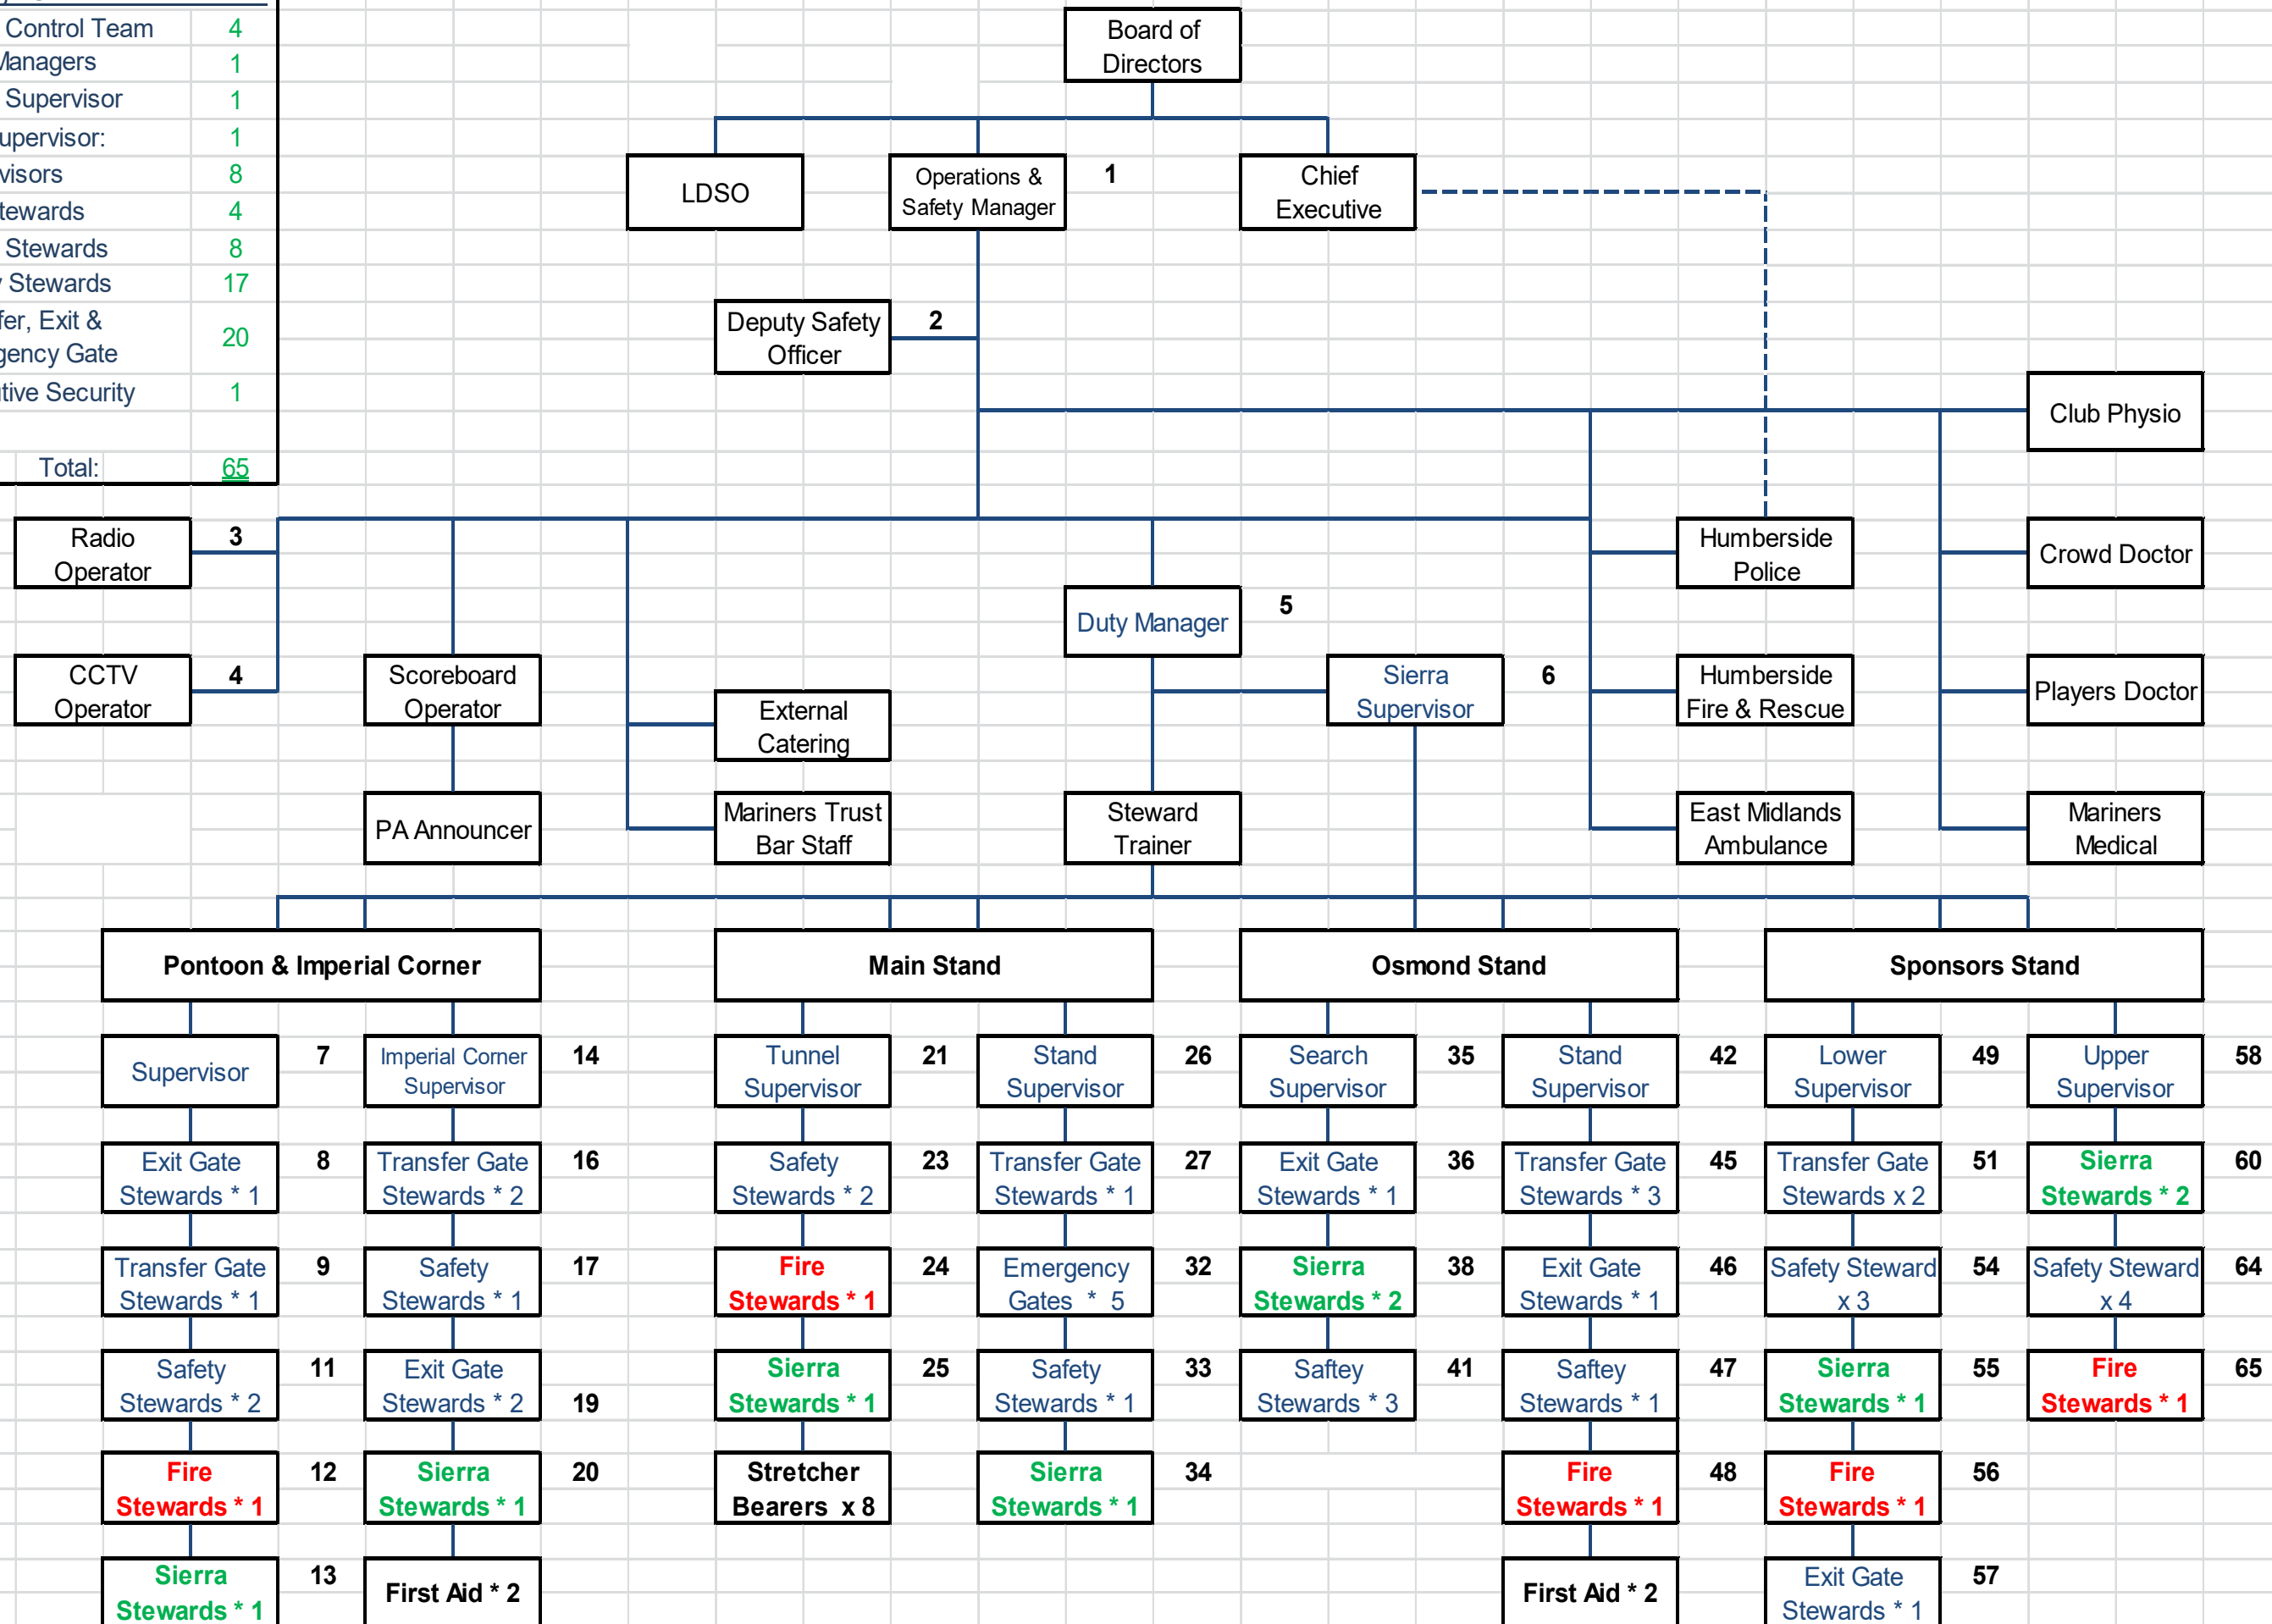 Control Team 4
Managers 1
Supervisor 1
upervisor: 1
visors 8
tewards 4
Stewards 8
Stewards 17
fer, Exit &
gency Gate 20
tive Security 1
Total: 65
Board of
Directors
LDSO
Operations &
Safety Manager
1
Chief
Executive
Deputy Safety
Officer
2
Club Physio
Radio
Operator
3
Humberside
Police
Crowd Doctor
Duty Manager
5
CCTV
Operator
4
Scoreboard
Operator
External
Catering
Sierra
Supervisor
6
Humberside
Fire & Rescue
Players Doctor
PA Announcer
Mariners Trust
Bar Staff
Steward
Trainer
East Midlands
Ambulance
Mariners
Medical
Pontoon & Imperial Corner
Supervisor
7
Exit Gate
Stewards * 1
8
Transfer Gate
Stewards * 1
9
Safety
Stewards * 2
11
Fire
Stewards * 1
12
Sierra
Stewards * 1
13
Imperial Corner
Supervisor
14
Transfer Gate
Stewards * 2
16
Safety
Stewards * 1
17
Exit Gate
Stewards * 2
19
Sierra
Stewards * 1
20
First Aid * 2
Main Stand
Tunnel
Supervisor
21
Safety
Stewards * 2
23
Fire
Stewards * 1
24
Sierra
Stewards * 1
25
Stretcher
Bearers x 8
Stand
Supervisor
26
Transfer Gate
Stewards * 1
27
Emergency
Gates * 5
32
Safety
Stewards * 1
33
Sierra
Stewards * 1
34
Osmond Stand
Search
Supervisor
35
Exit Gate
Stewards * 1
36
Sierra
Stewards * 2
38
Saftey
Stewards * 3
41
Stand
Supervisor
42
Transfer Gate
Stewards * 3
45
Exit Gate
Stewards * 1
46
Saftey
Stewards * 1
47
Fire
Stewards * 1
48
First Aid * 2
Sponsors Stand
Lower
Supervisor
49
Transfer Gate
Stewards x 2
51
Safety Steward
x 3
54
Sierra
Stewards * 1
55
Fire
Stewards * 1
56
Exit Gate
Stewards * 1
57
Upper
Supervisor
58
Sierra
Stewards * 2
60
Safety Steward
x 4
64
Fire
Stewards * 1
65